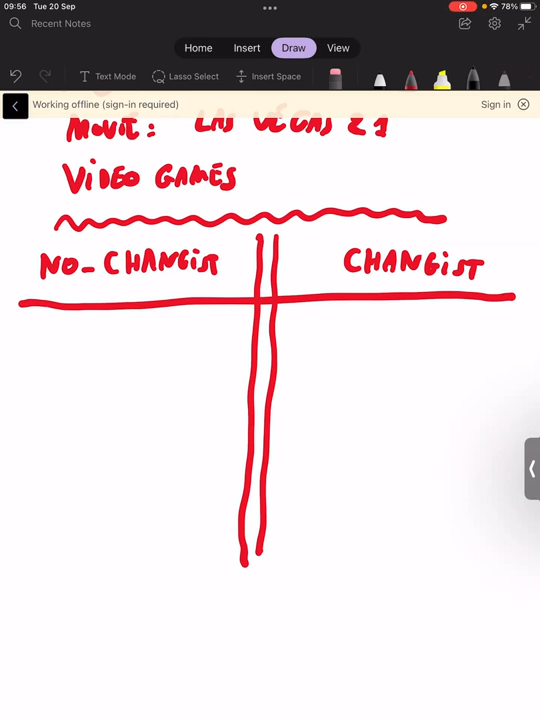 09:56 Tue 20 Sep 78%
Recent Notes
Home Insert Draw View
Text Mode Lasso Select Insert Space
Working offline (sign-in required) Sign in
MOVIE: LAS VEGAS 21
VIDEO GAMES
NO-CHANGIST CHANGIST